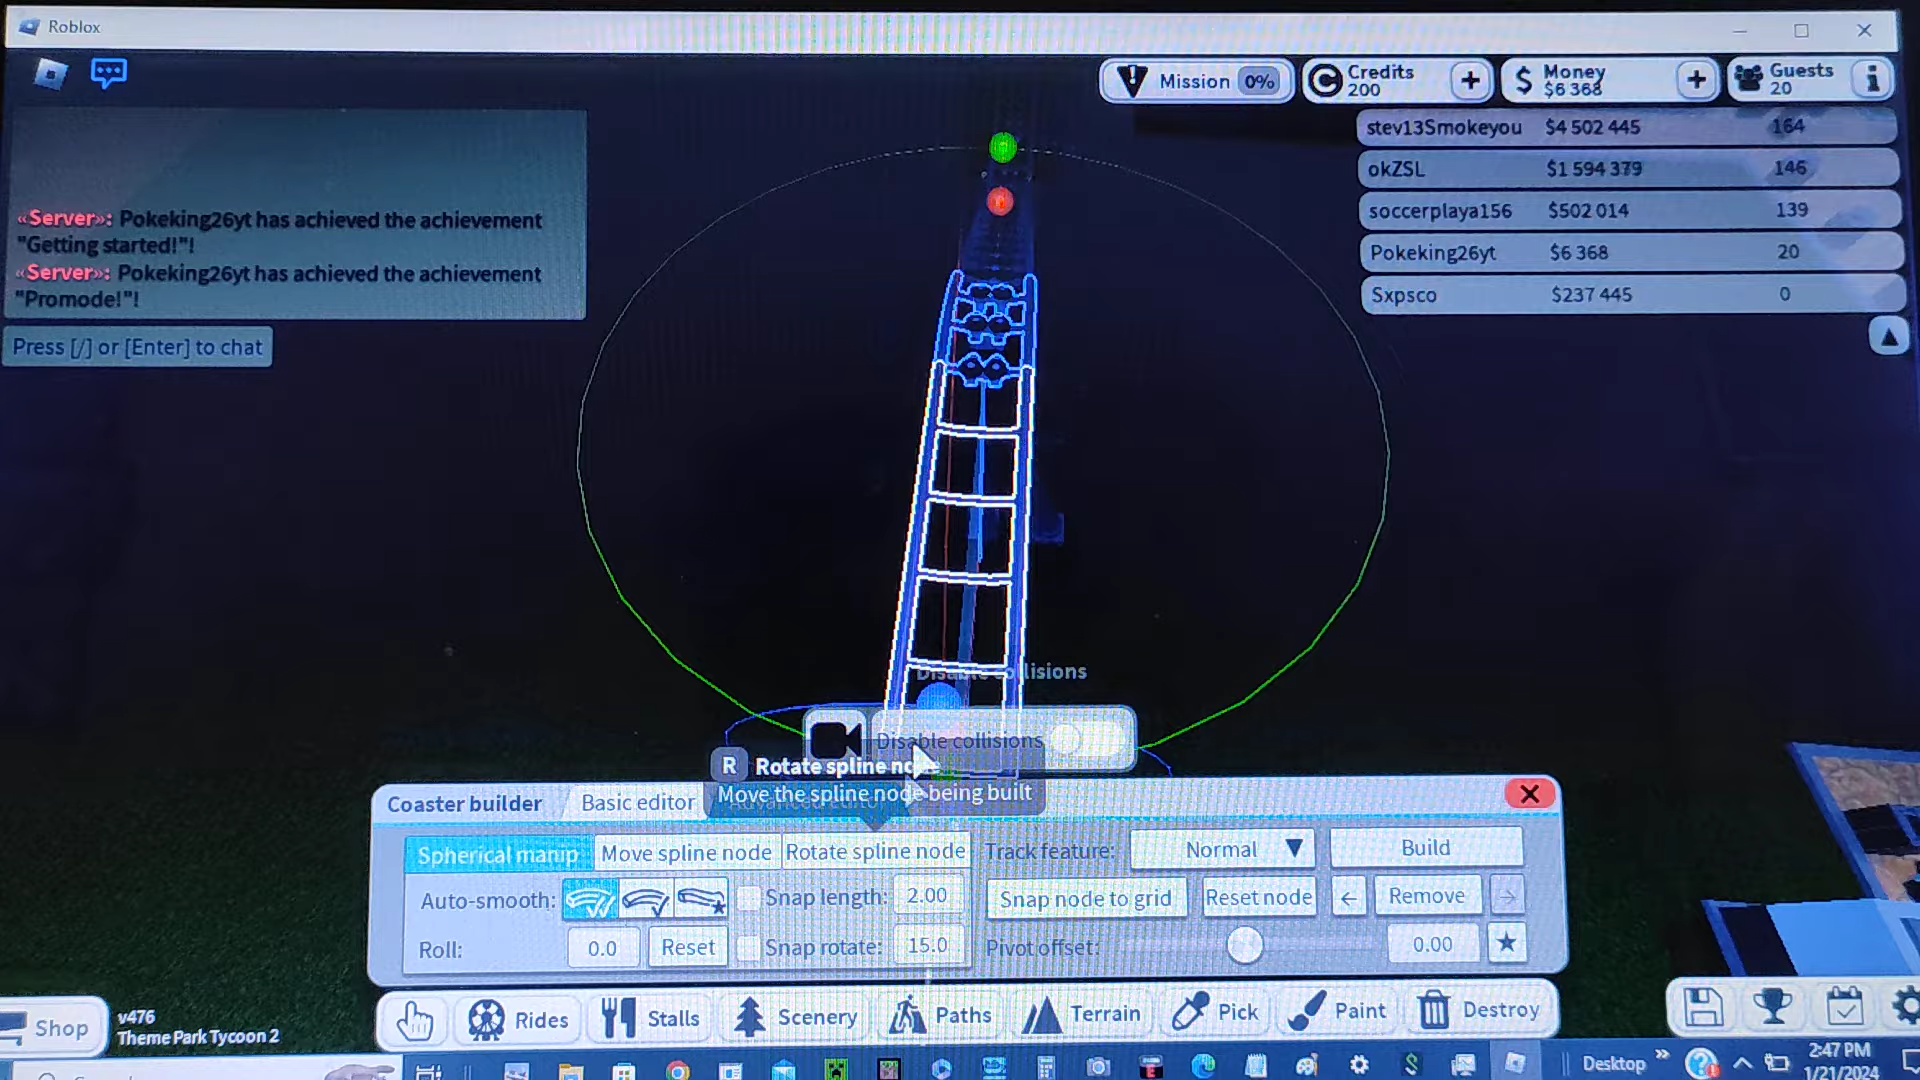 Roblox
Mission 0%
Credits
200
Money
$6 368
Guests
20
stev13Smokeyou $4 502 445 164
okZSL $1 594 379 146
soccerplaya156 $502 014 139
Pokeking26yt $6 368 20
Sxpsco $237 445 0
«Server»: Pokeking26yt has achieved the achievement
"Getting started!"!
«Server»: Pokeking26yt has achieved the achievement
"Promode!"!
Press [/] or [Enter] to chat
Disable collisions
Disable collisions
R Rotate spline node
Move the spline node being built
Coaster builder Basic editor
Spherical manip Move spline node Rotate spline node Track feature: Normal Build
Auto-smooth: Snap length: 2.00 Snap node to grid Reset node Remove
Roll: 0.0 Reset Snap rotate: 15.0 Pivot offset: 0.00
Shop
v476
Theme Park Tycoon 2
Rides Stalls Scenery Paths Terrain Pick Paint Destroy
Desktop
2:47 PM
1/21/2024